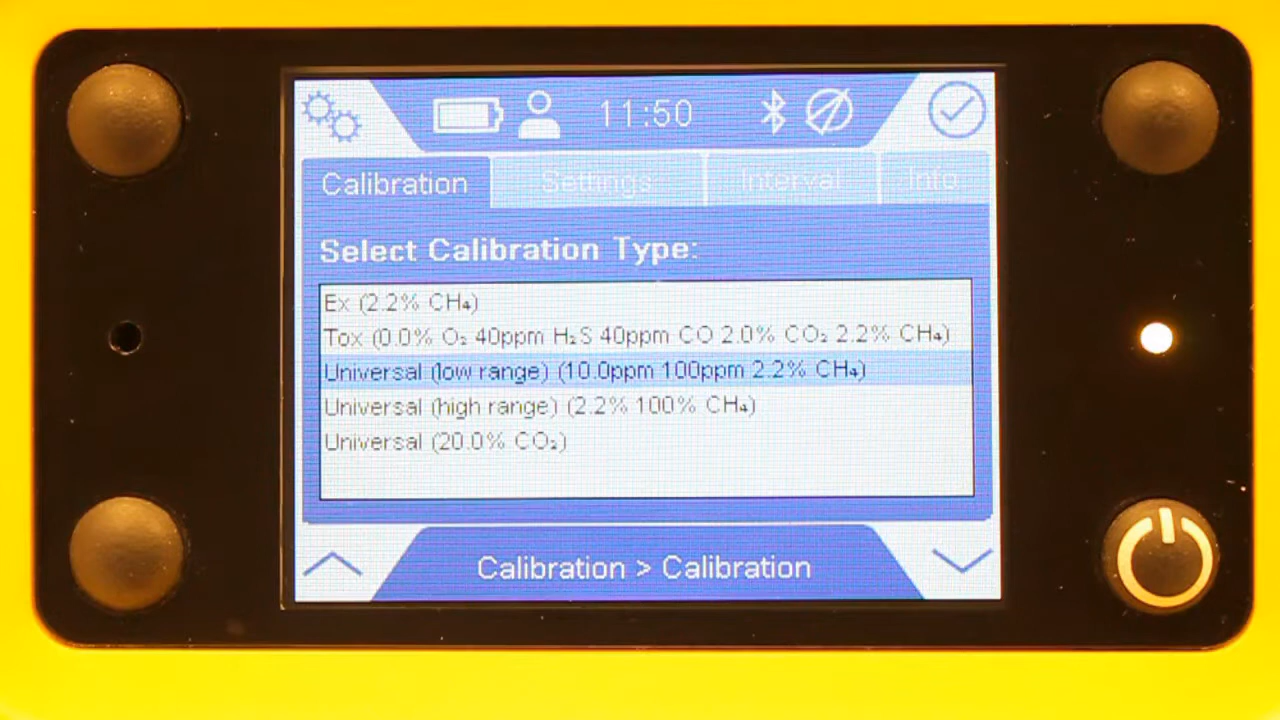 11:50
Calibration Settings Interval Info
Select Calibration Type:
Ex (2.2% CH₄)
Tox (0.0% O₂ 40ppm H₂S 40ppm CO 2.0% CO₂ 2.2% CH₄)
Universal (low range) (10.0ppm 100ppm 2.2% CH₄)
Universal (high range) (2.2% 100% CH₄)
Universal (20.0% CO₂)
Calibration > Calibration